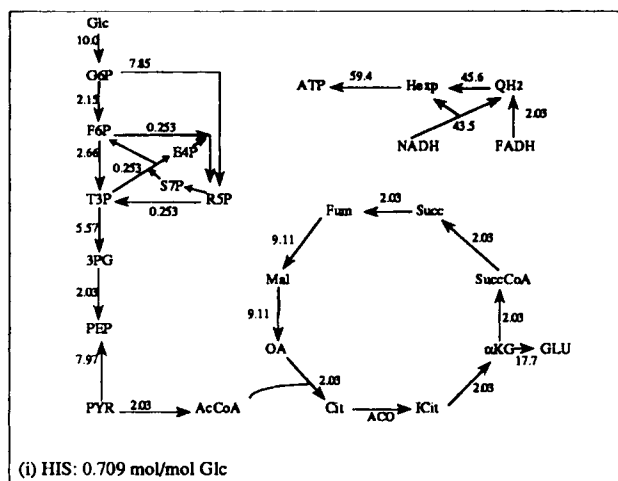 Glc
10.0
G6P 7.85
2.15
F6P 0.253
2.66 0.253 E4P
S7P
T3P 0.253 R5P
5.57
3PG
2.03
PEP
7.97
PYR 2.03 AcCoA
ATP 59.4 Hexp 45.6 QH2
43.5 2.03
NADH FADH
Fum 2.03 Succ
9.11 2.03
Mal SuccCoA
9.11 2.03
OA αKG GLU
17.7
2.03 2.03
Cit ACO ICit
(i) HIS: 0.709 mol/mol Glc